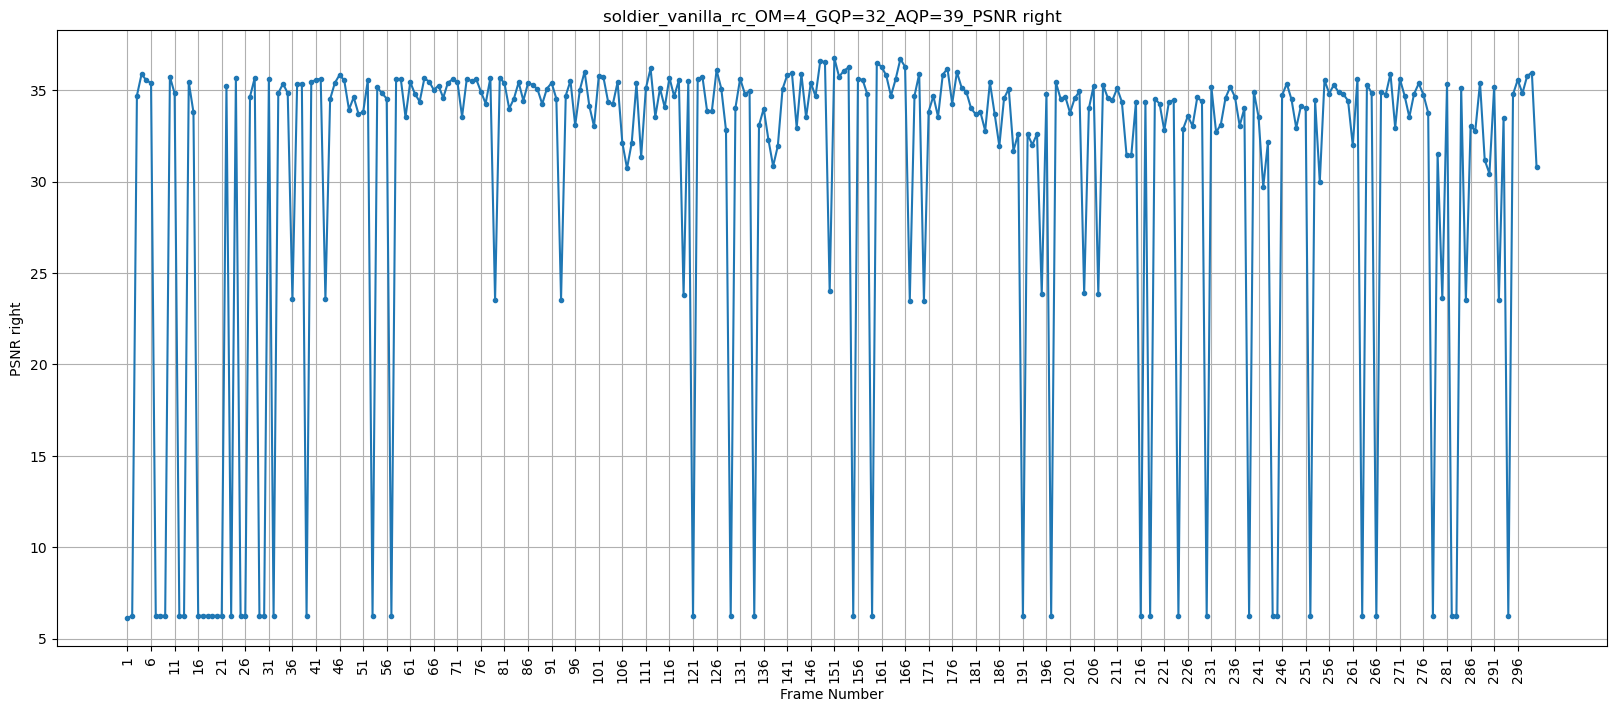 soldier_vanilla_rc_OM=4_GQP=32_AQP=39_PSNR right
PSNR right
35
30
25
20
15
10
5
1 6 11 16 21 26 31 36 41 46 51 56 61 66 71 76 81 86 91 96 101 106 111 116 121 126 131 136 141 146 151 156 161 166 171 176 181 186 191 196 201 206 211 216 221 226 231 236 241 246 251 256 261 266 271 276 281 286 291 296
Frame Number